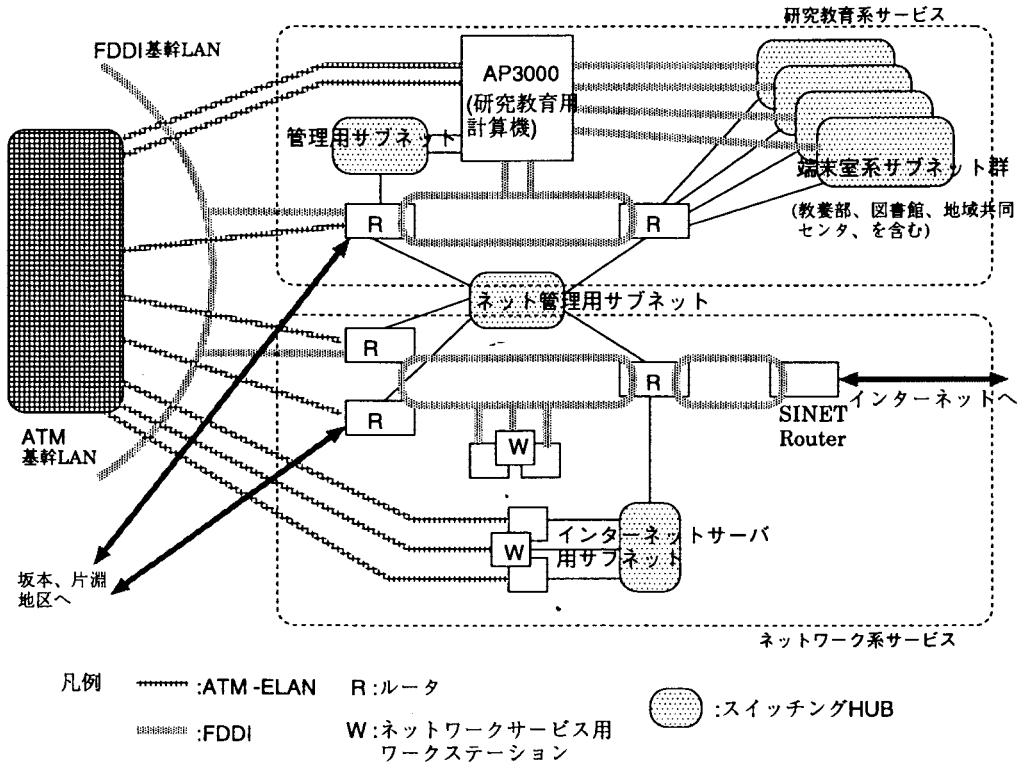 研究教育系サービス
FDDI基幹LAN
AP3000
(研究教育用
計算機)
管理用サブネット
端末室系サブネット群
(教養部、図書館、地域共同
センタ、を含む)
R
R
ネット管理用サブネット
R
R
R
インターネットへ
SINET
Router
ATM
基幹LAN
W
インターネットサーバ
用サブネット
W
坂本、片淵
地区へ
ネットワーク系サービス
凡例
:ATM-ELAN
R:ルータ
:スイッチングHUB
:FDDI
W:ネットワークサービス用
ワークステーション